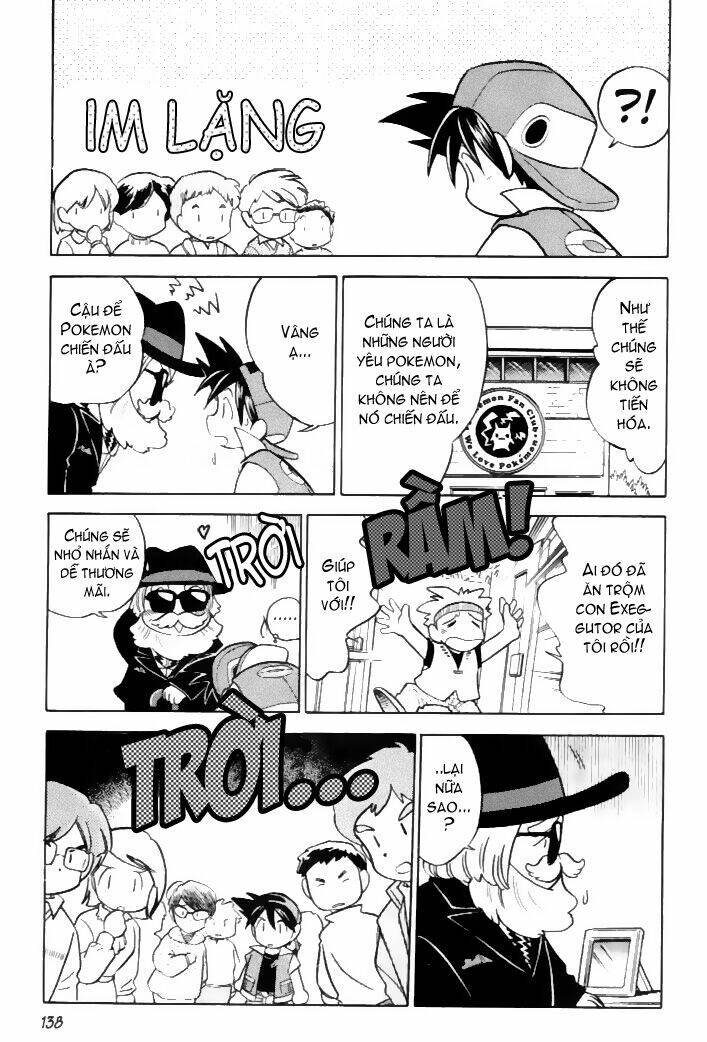 IM LẶNG
?!
CẬU ĐỂ
POKEMON
CHIẾN ĐẤU
À?
VÂNG
Ạ...
CHÚNG TA LÀ
NHỮNG NGƯỜI
YÊU POKEMON,
CHÚNG TA
KHÔNG NÊN ĐỂ
NÓ CHIẾN ĐẤU.
Pokémon Fan Club
We Love Pokémon
NHƯ
THẾ
CHÚNG SẼ
KHÔNG
TIẾN
HÓA.
CHÚNG SẼ
NHỎ NHẮN VÀ
DỄ THƯƠNG
MÃI.
TRỜI
......
RẦM!
GIÚP
TÔI
VỚI!!
AI ĐÓ ĐÃ
ĂN TRỘM
CON EXEG-
GUTOR CỦA
TÔI RỒI!!
TRỜI...
..LẠI
NỮA
SAO...
?
138